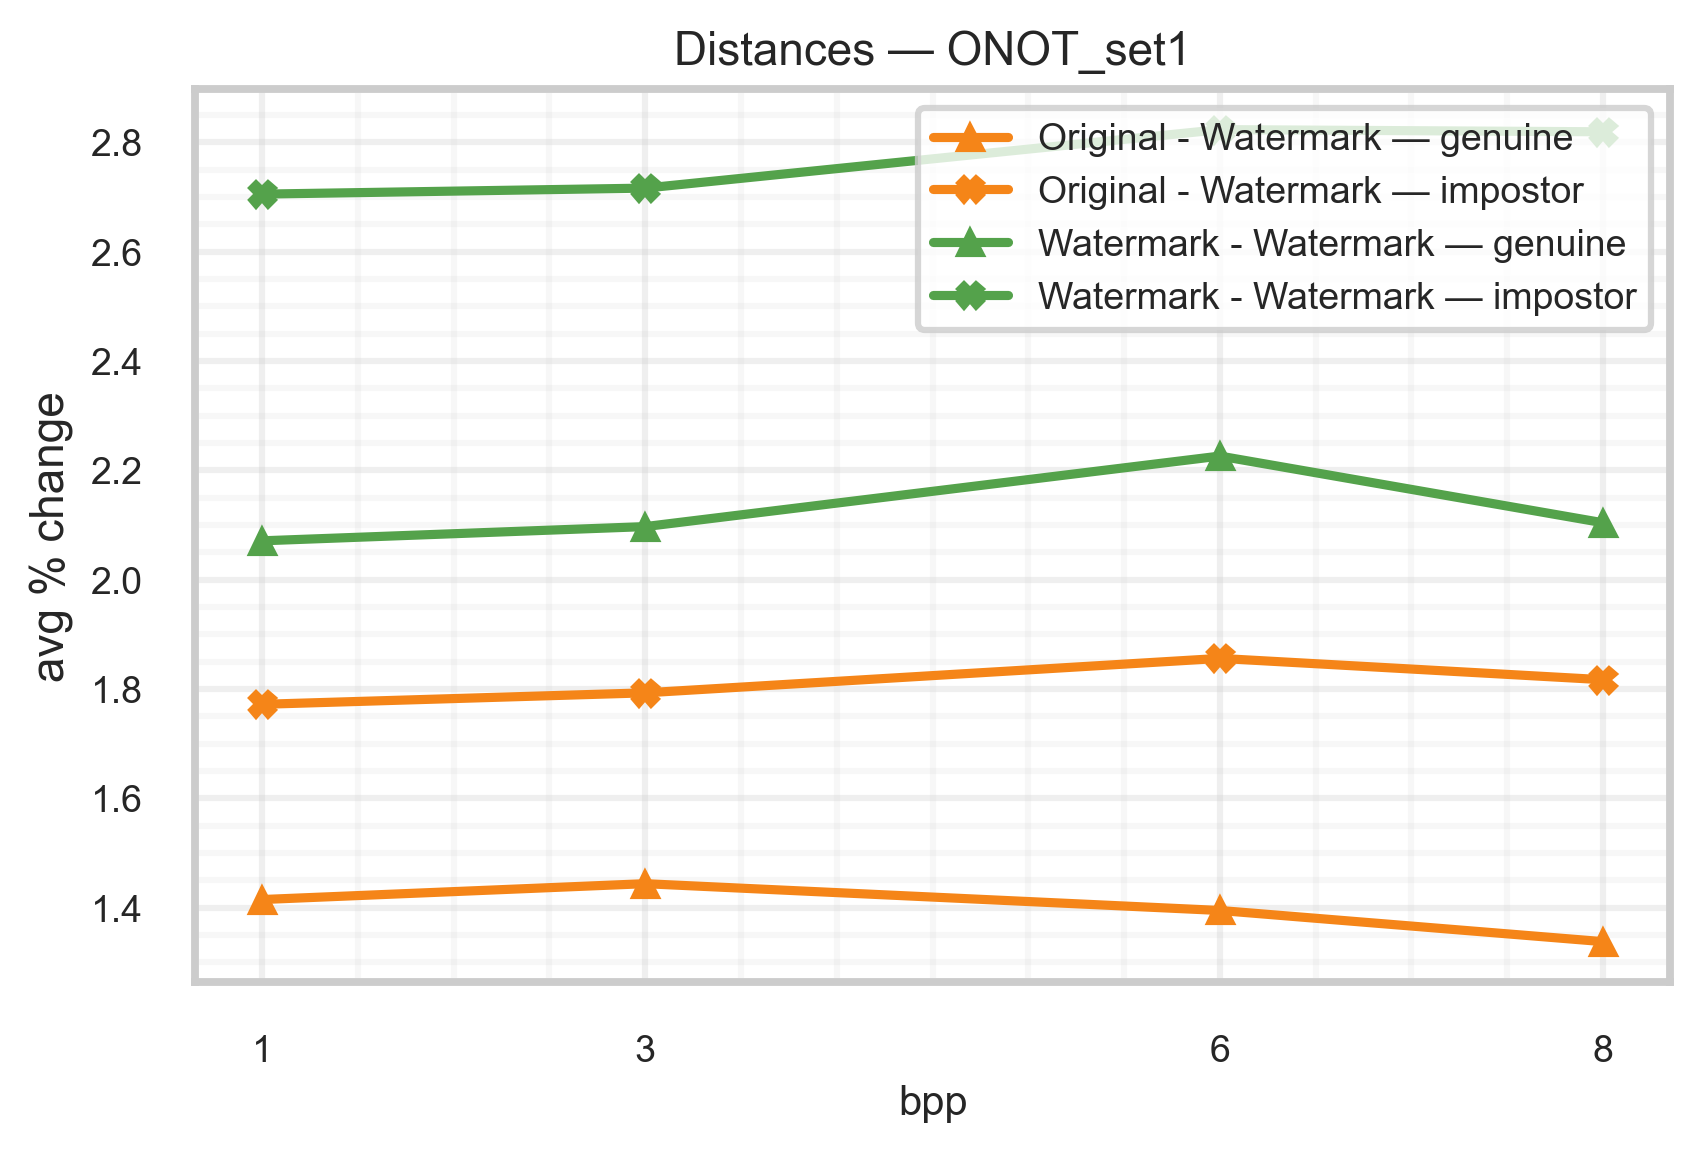 Distances — ONOT_set1
Original - Watermark — genuine
Original - Watermark — impostor
Watermark - Watermark — genuine
Watermark - Watermark — impostor
avg % change
2.8
2.6
2.4
2.2
2.0
1.8
1.6
1.4
1 3 6 8
bpp